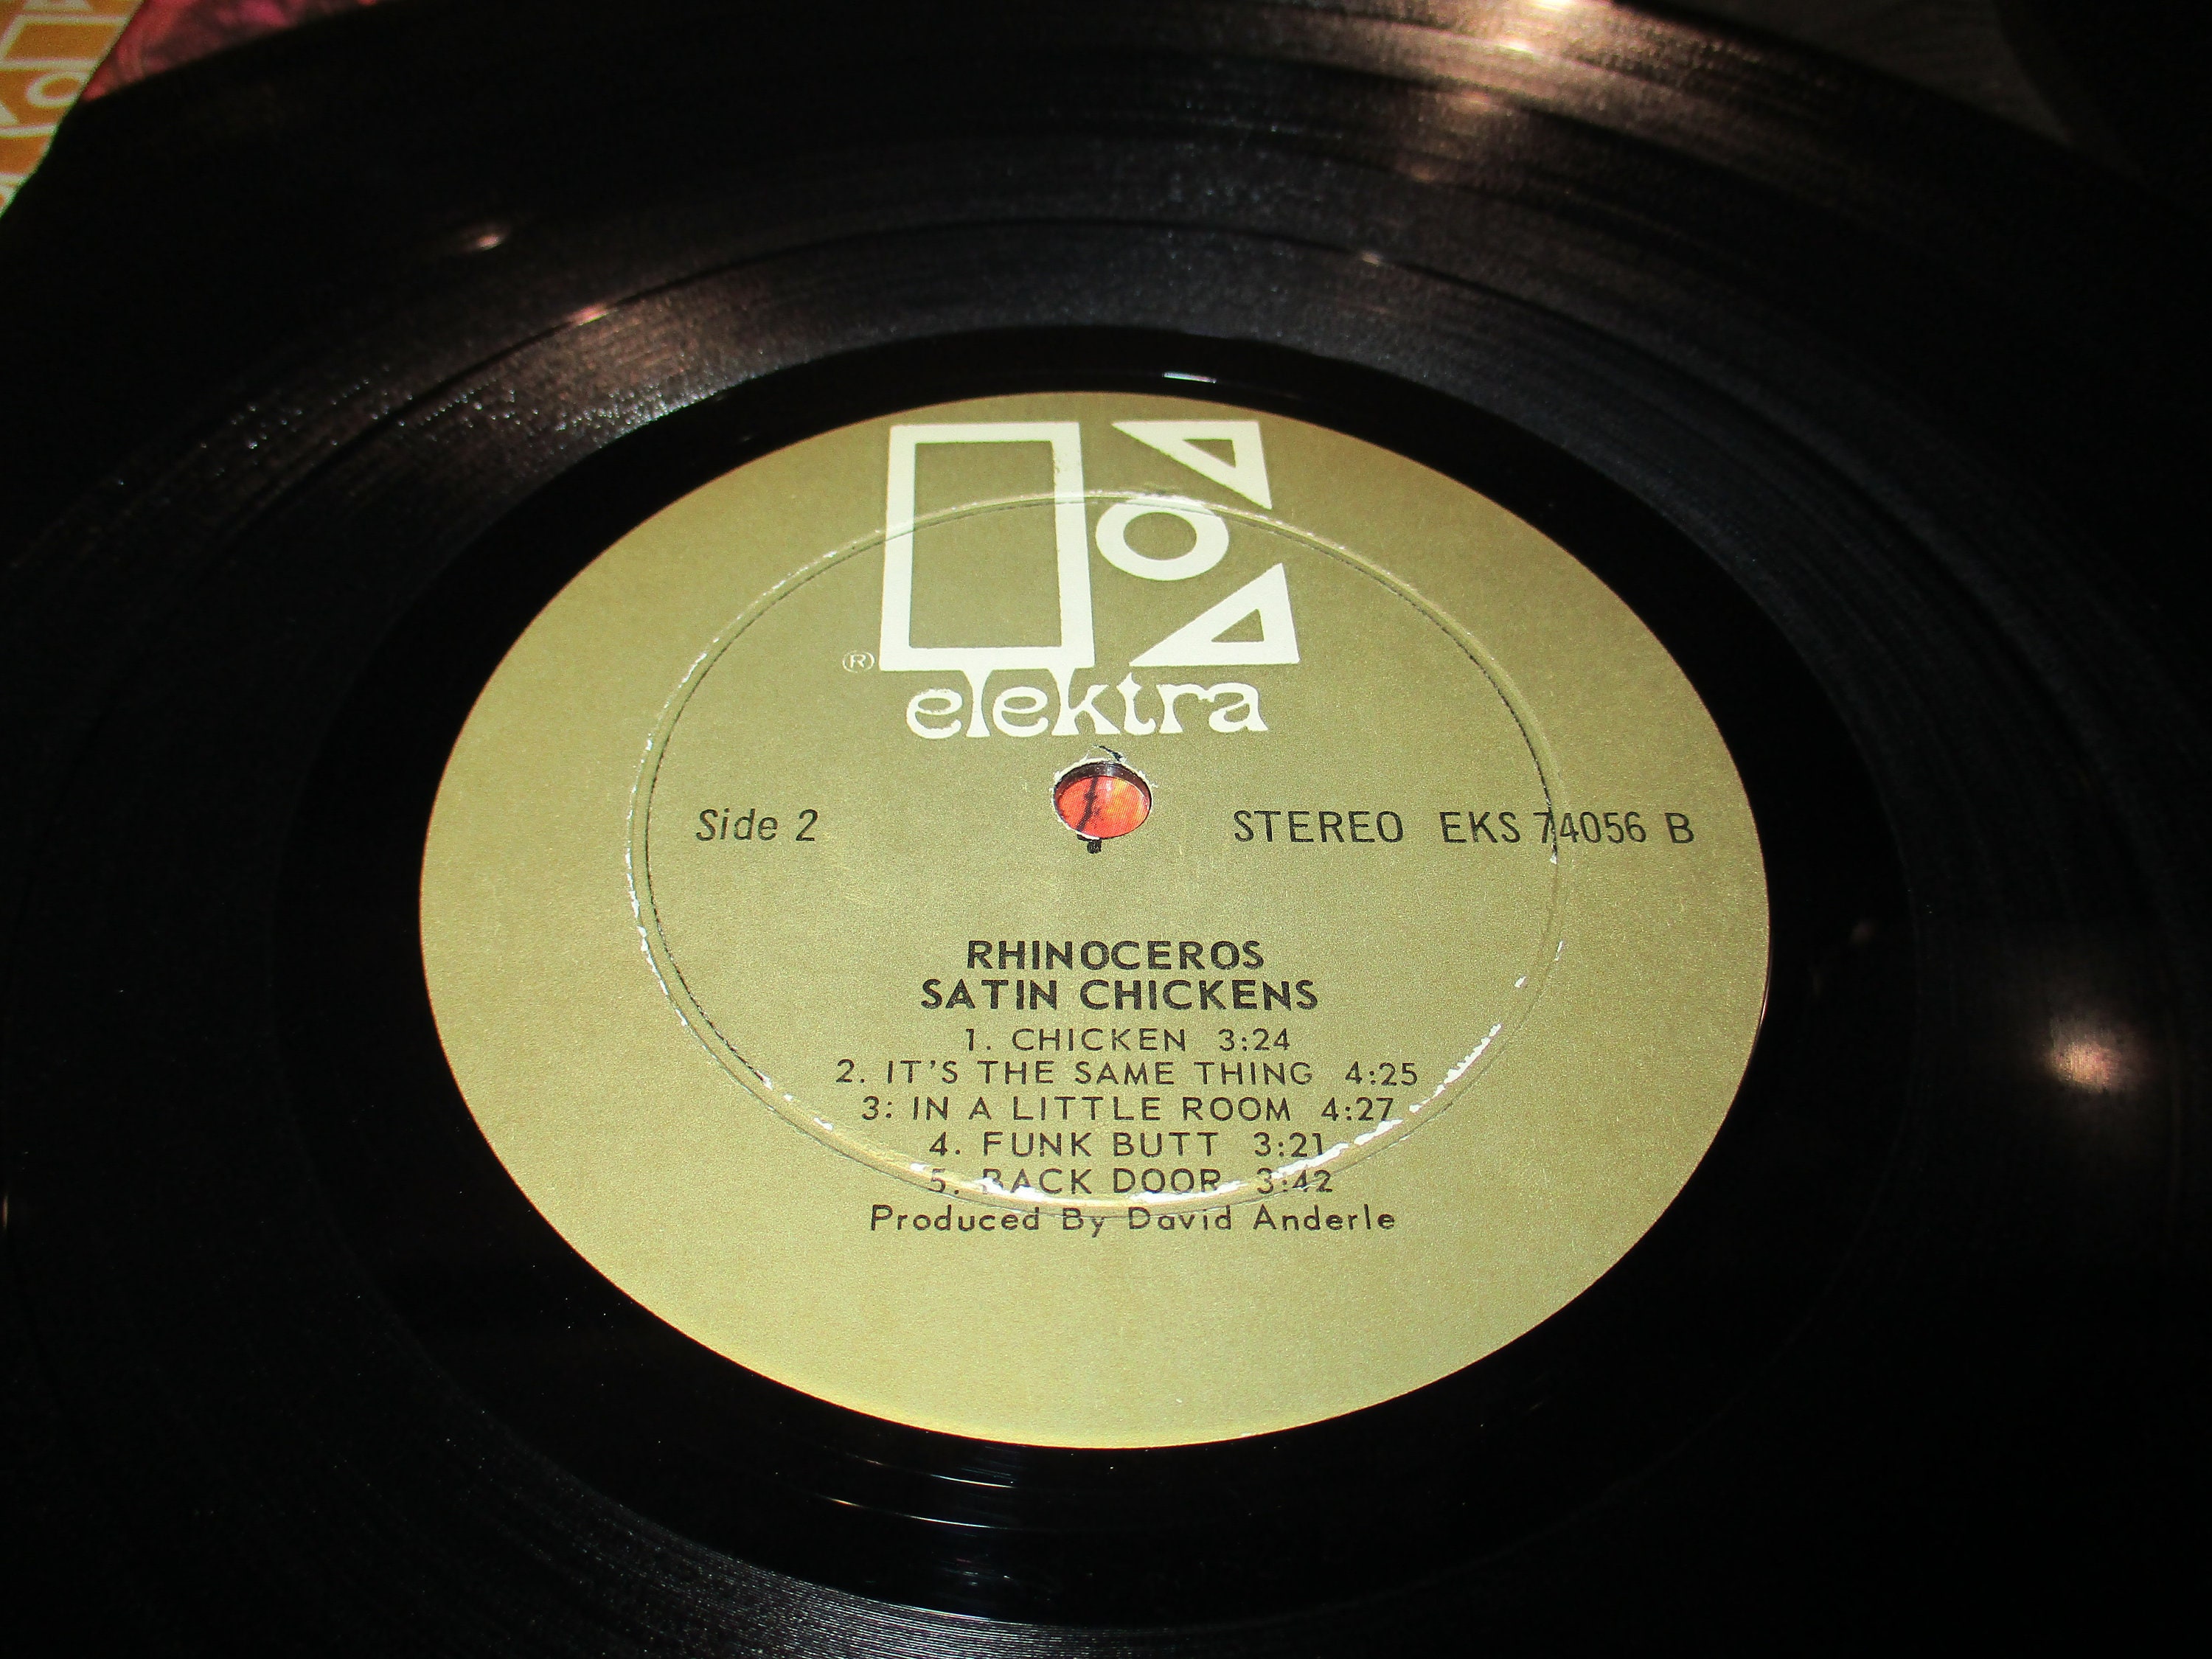 ®
elektra
Side 2 STEREO EKS 74056 B
RHINOCEROS
SATIN CHICKENS
1. CHICKEN 3:24
2. IT'S THE SAME THING 4:25
3: IN A LITTLE ROOM 4:27
4. FUNK BUTT 3:21
5. BACK DOOR 3:42
Produced By David Anderle